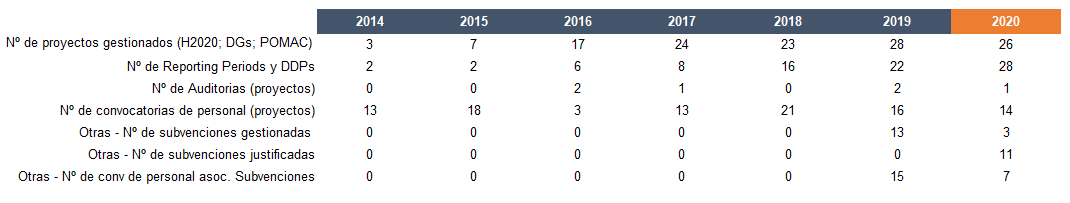 2014 2015 2016 2017 2018 2019 2020
Nº de proyectos gestionados (H2020; DGs; POMAC) 3 7 17 24 23 28 26
Nº de Reporting Periods y DDPs 2 2 6 8 16 22 28
Nº de Auditorias (proyectos) 0 0 2 1 0 2 1
Nº de convocatorias de personal (proyectos) 13 18 3 13 21 16 14
Otras - Nº de subvenciones gestionadas 0 0 0 0 0 13 3
Otras - Nº de subvenciones justificadas 0 0 0 0 0 0 11
Otras - Nº de conv de personal asoc. Subvenciones 0 0 0 0 0 15 7